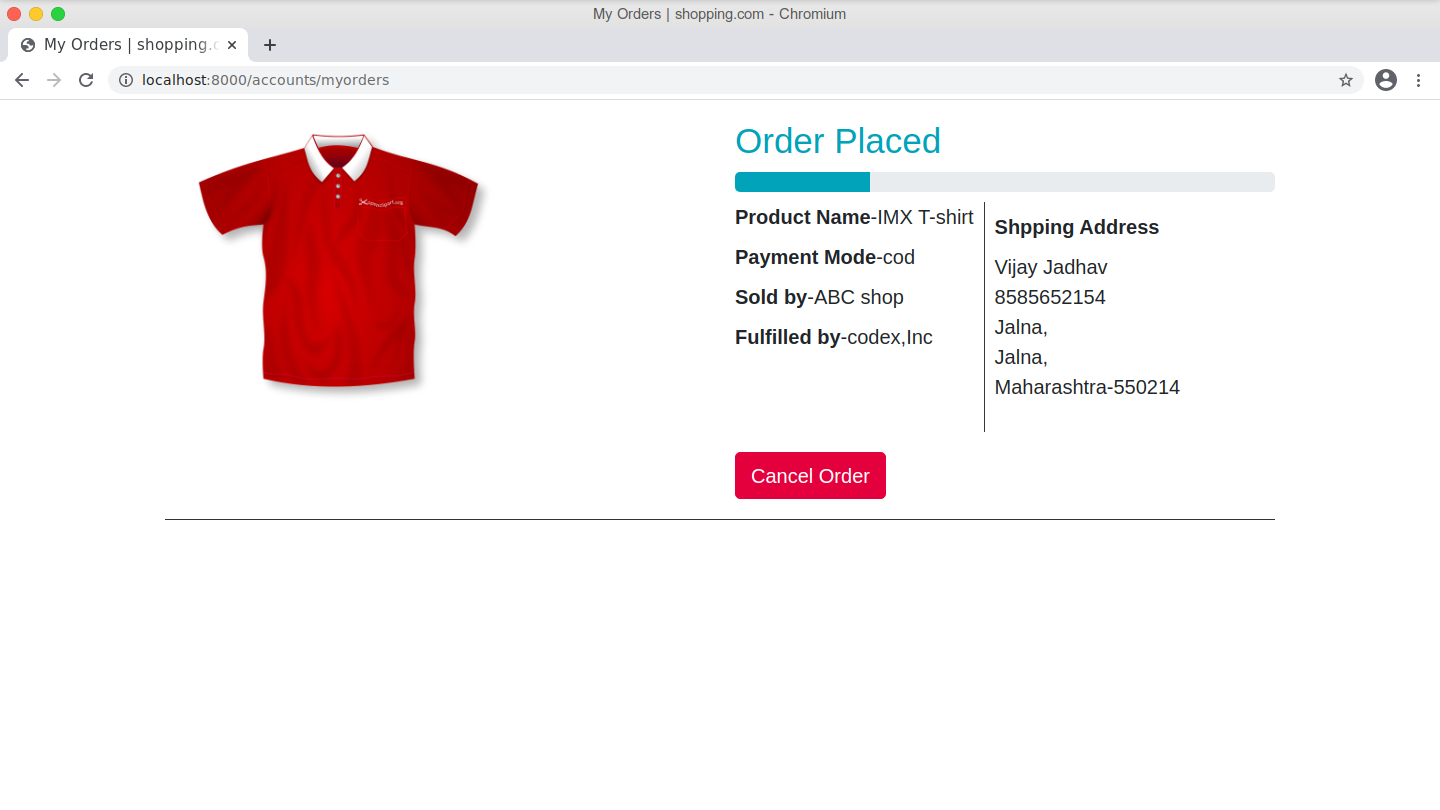 My Orders | shopping.com - Chromium
My Orders | shopping.c
localhost:8000/accounts/myorders
Order Placed
Product Name-IMX T-shirt
Payment Mode-cod
Sold by-ABC shop
Fulfilled by-codex,Inc
Shpping Address
Vijay Jadhav
8585652154
Jalna,
Jalna,
Maharashtra-550214
Cancel Order